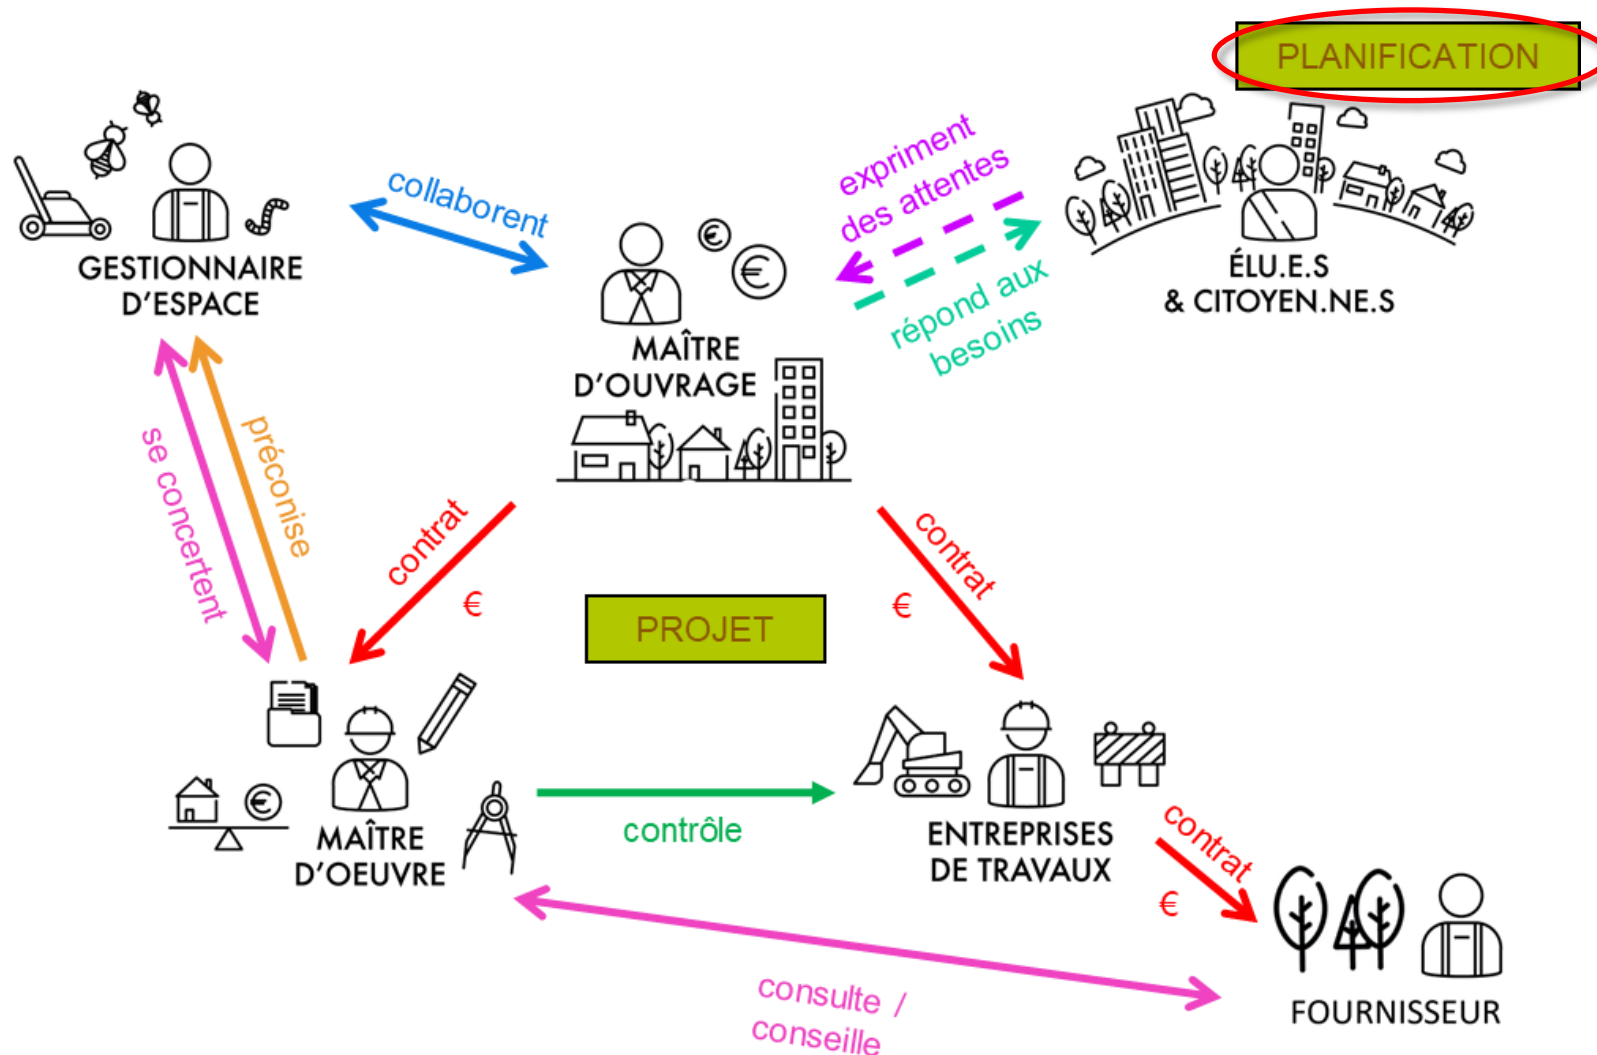 PLANIFICATION
expriment
des attentes
collaborent
GESTIONNAIRE
D'ESPACE
ÉLU.E.S
& CITOYEN.NE.S
répond aux
besoins
€
€
MAÎTRE
D'OUVRAGE
se concertent
préconise
contrat
€
contrat
€
PROJET
€
MAÎTRE
D'OEUVRE
contrôle
ENTREPRISES
DE TRAVAUX
contrat
€
consulte /
conseille
FOURNISSEUR